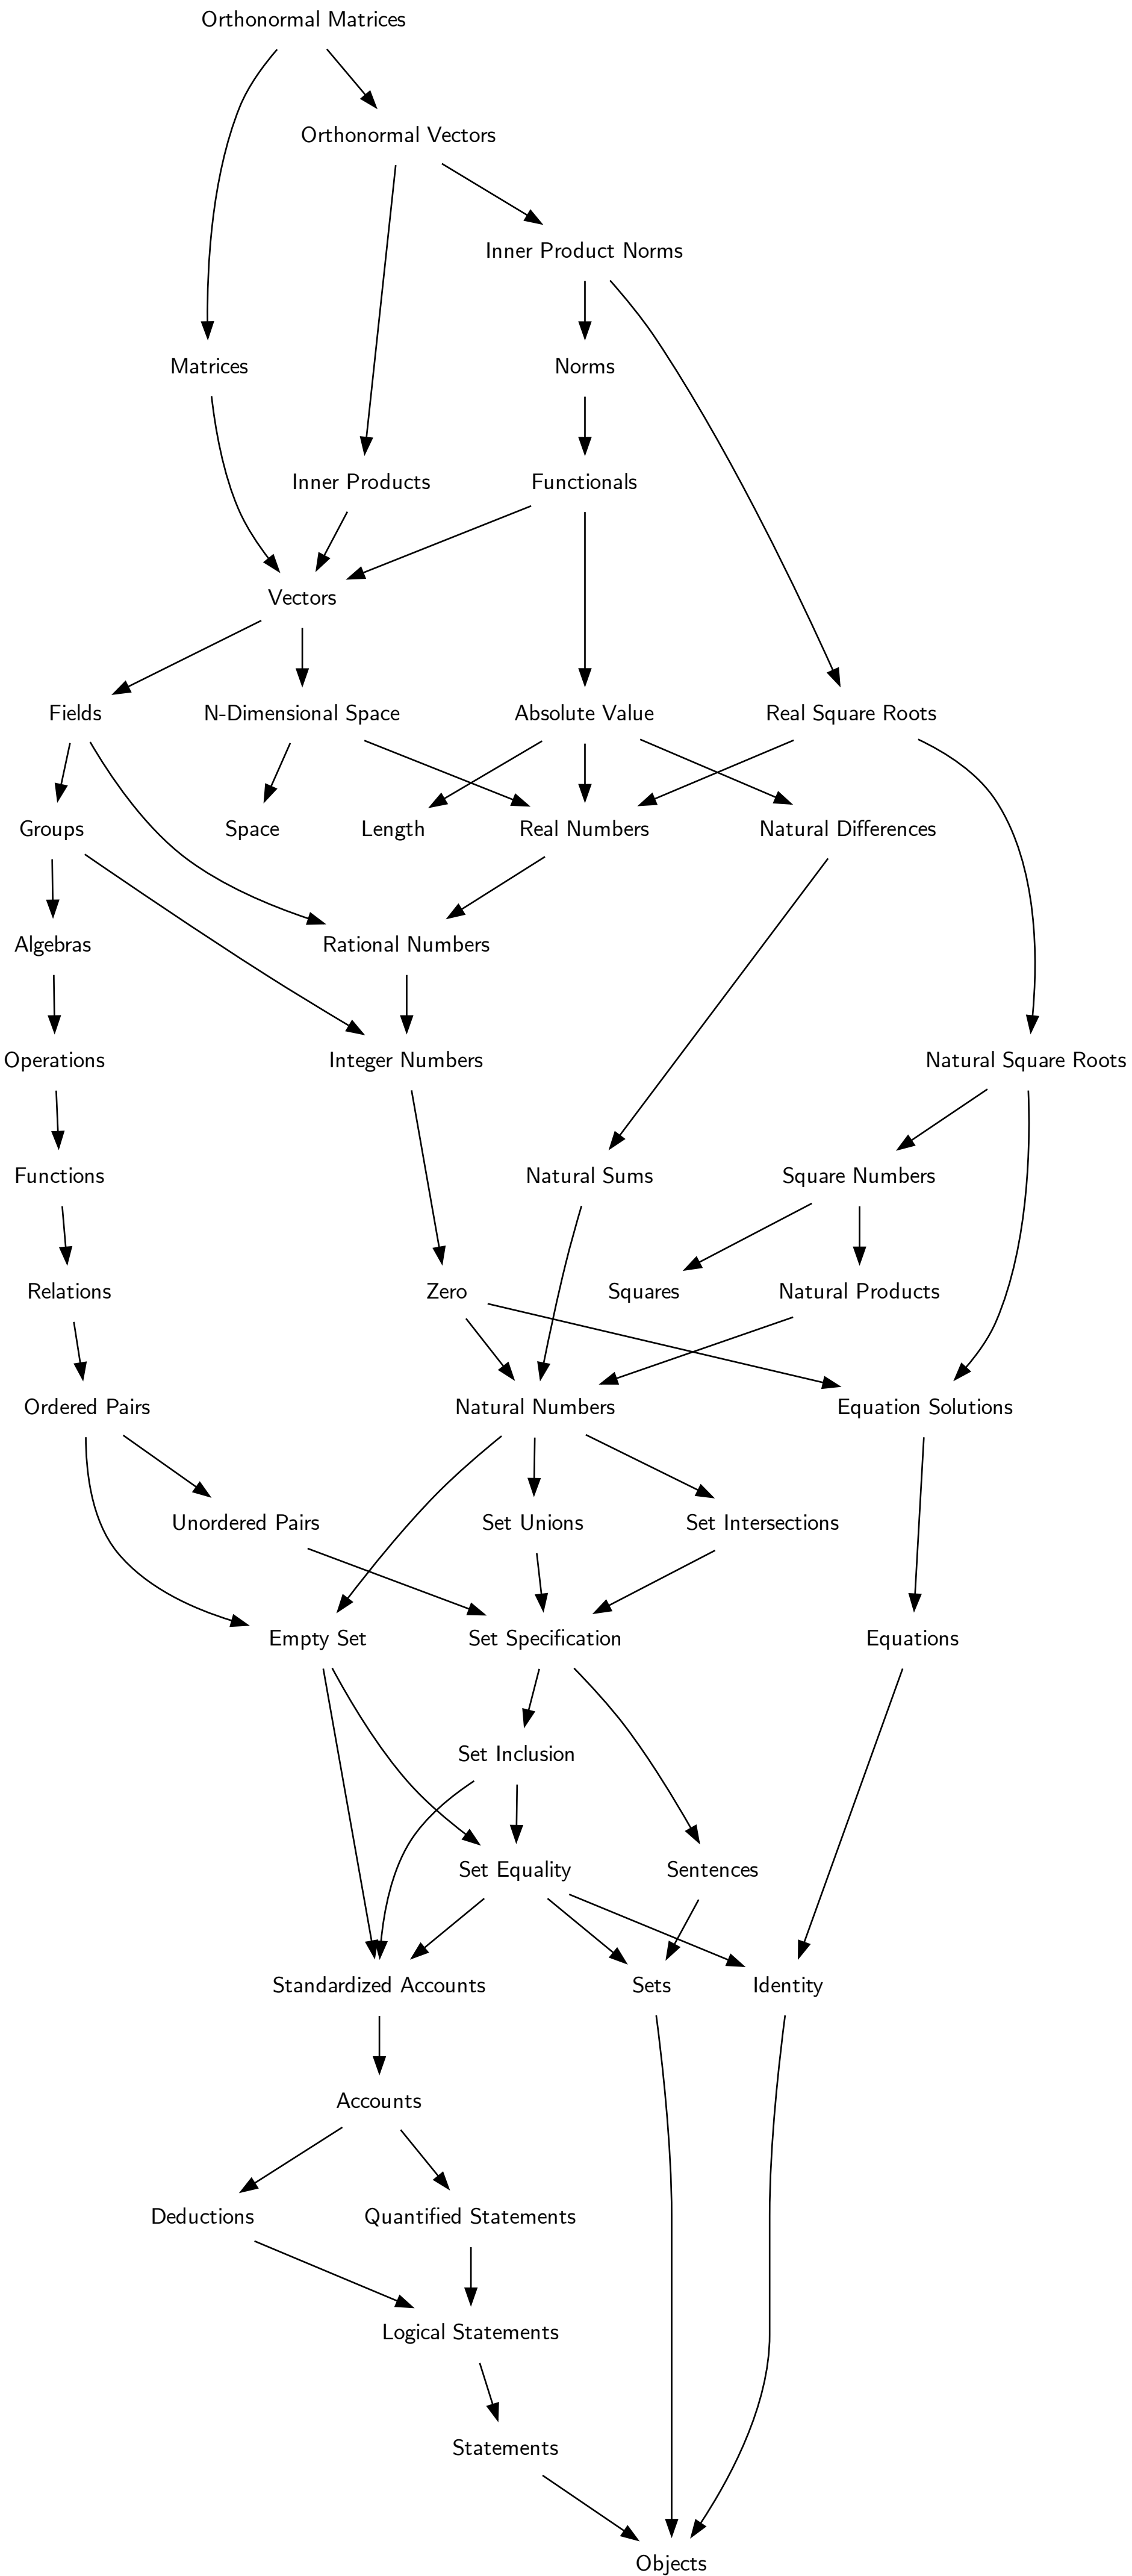 Orthonormal Matrices
Orthonormal Vectors
Inner Product Norms
Matrices
Norms
Inner Products
Functionals
Vectors
Fields
N-Dimensional Space
Absolute Value
Real Square Roots
Groups
Space
Length
Real Numbers
Natural Differences
Algebras
Rational Numbers
Operations
Integer Numbers
Natural Square Roots
Functions
Natural Sums
Square Numbers
Relations
Zero
Squares
Natural Products
Ordered Pairs
Natural Numbers
Equation Solutions
Unordered Pairs
Set Unions
Set Intersections
Empty Set
Set Specification
Equations
Set Inclusion
Set Equality
Sentences
Standardized Accounts
Sets
Identity
Accounts
Deductions
Quantified Statements
Logical Statements
Statements
Objects